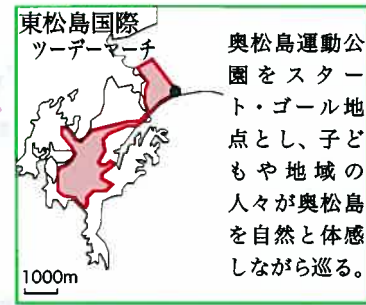 東松島国際
ツーデーマーチ
奥松島運動公
園をスター
ト・ゴール地
点とし、子ど
もや地域の
人々が奥松島
を自然と体感
しながら巡る。
1000m